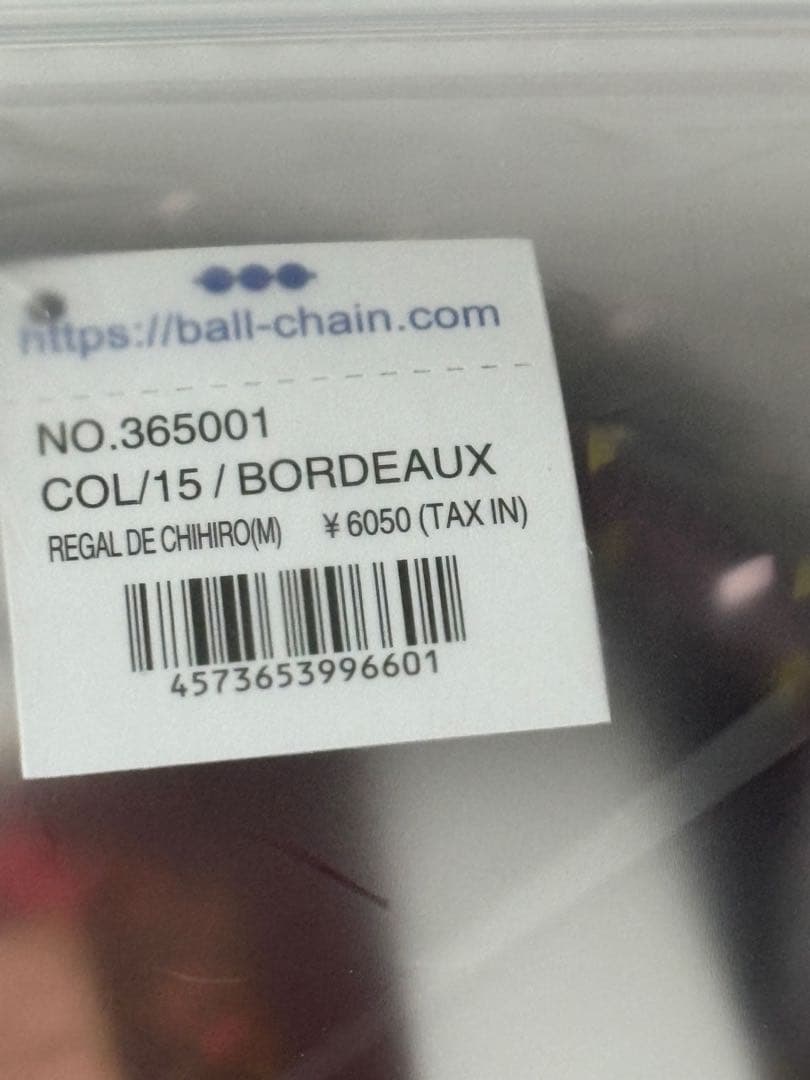 https://ball-chain.com
NO.365001
COL/15 / BORDEAUX
REGAL DE CHIHIRO(M) ¥6050 (TAX IN)
4573653996601